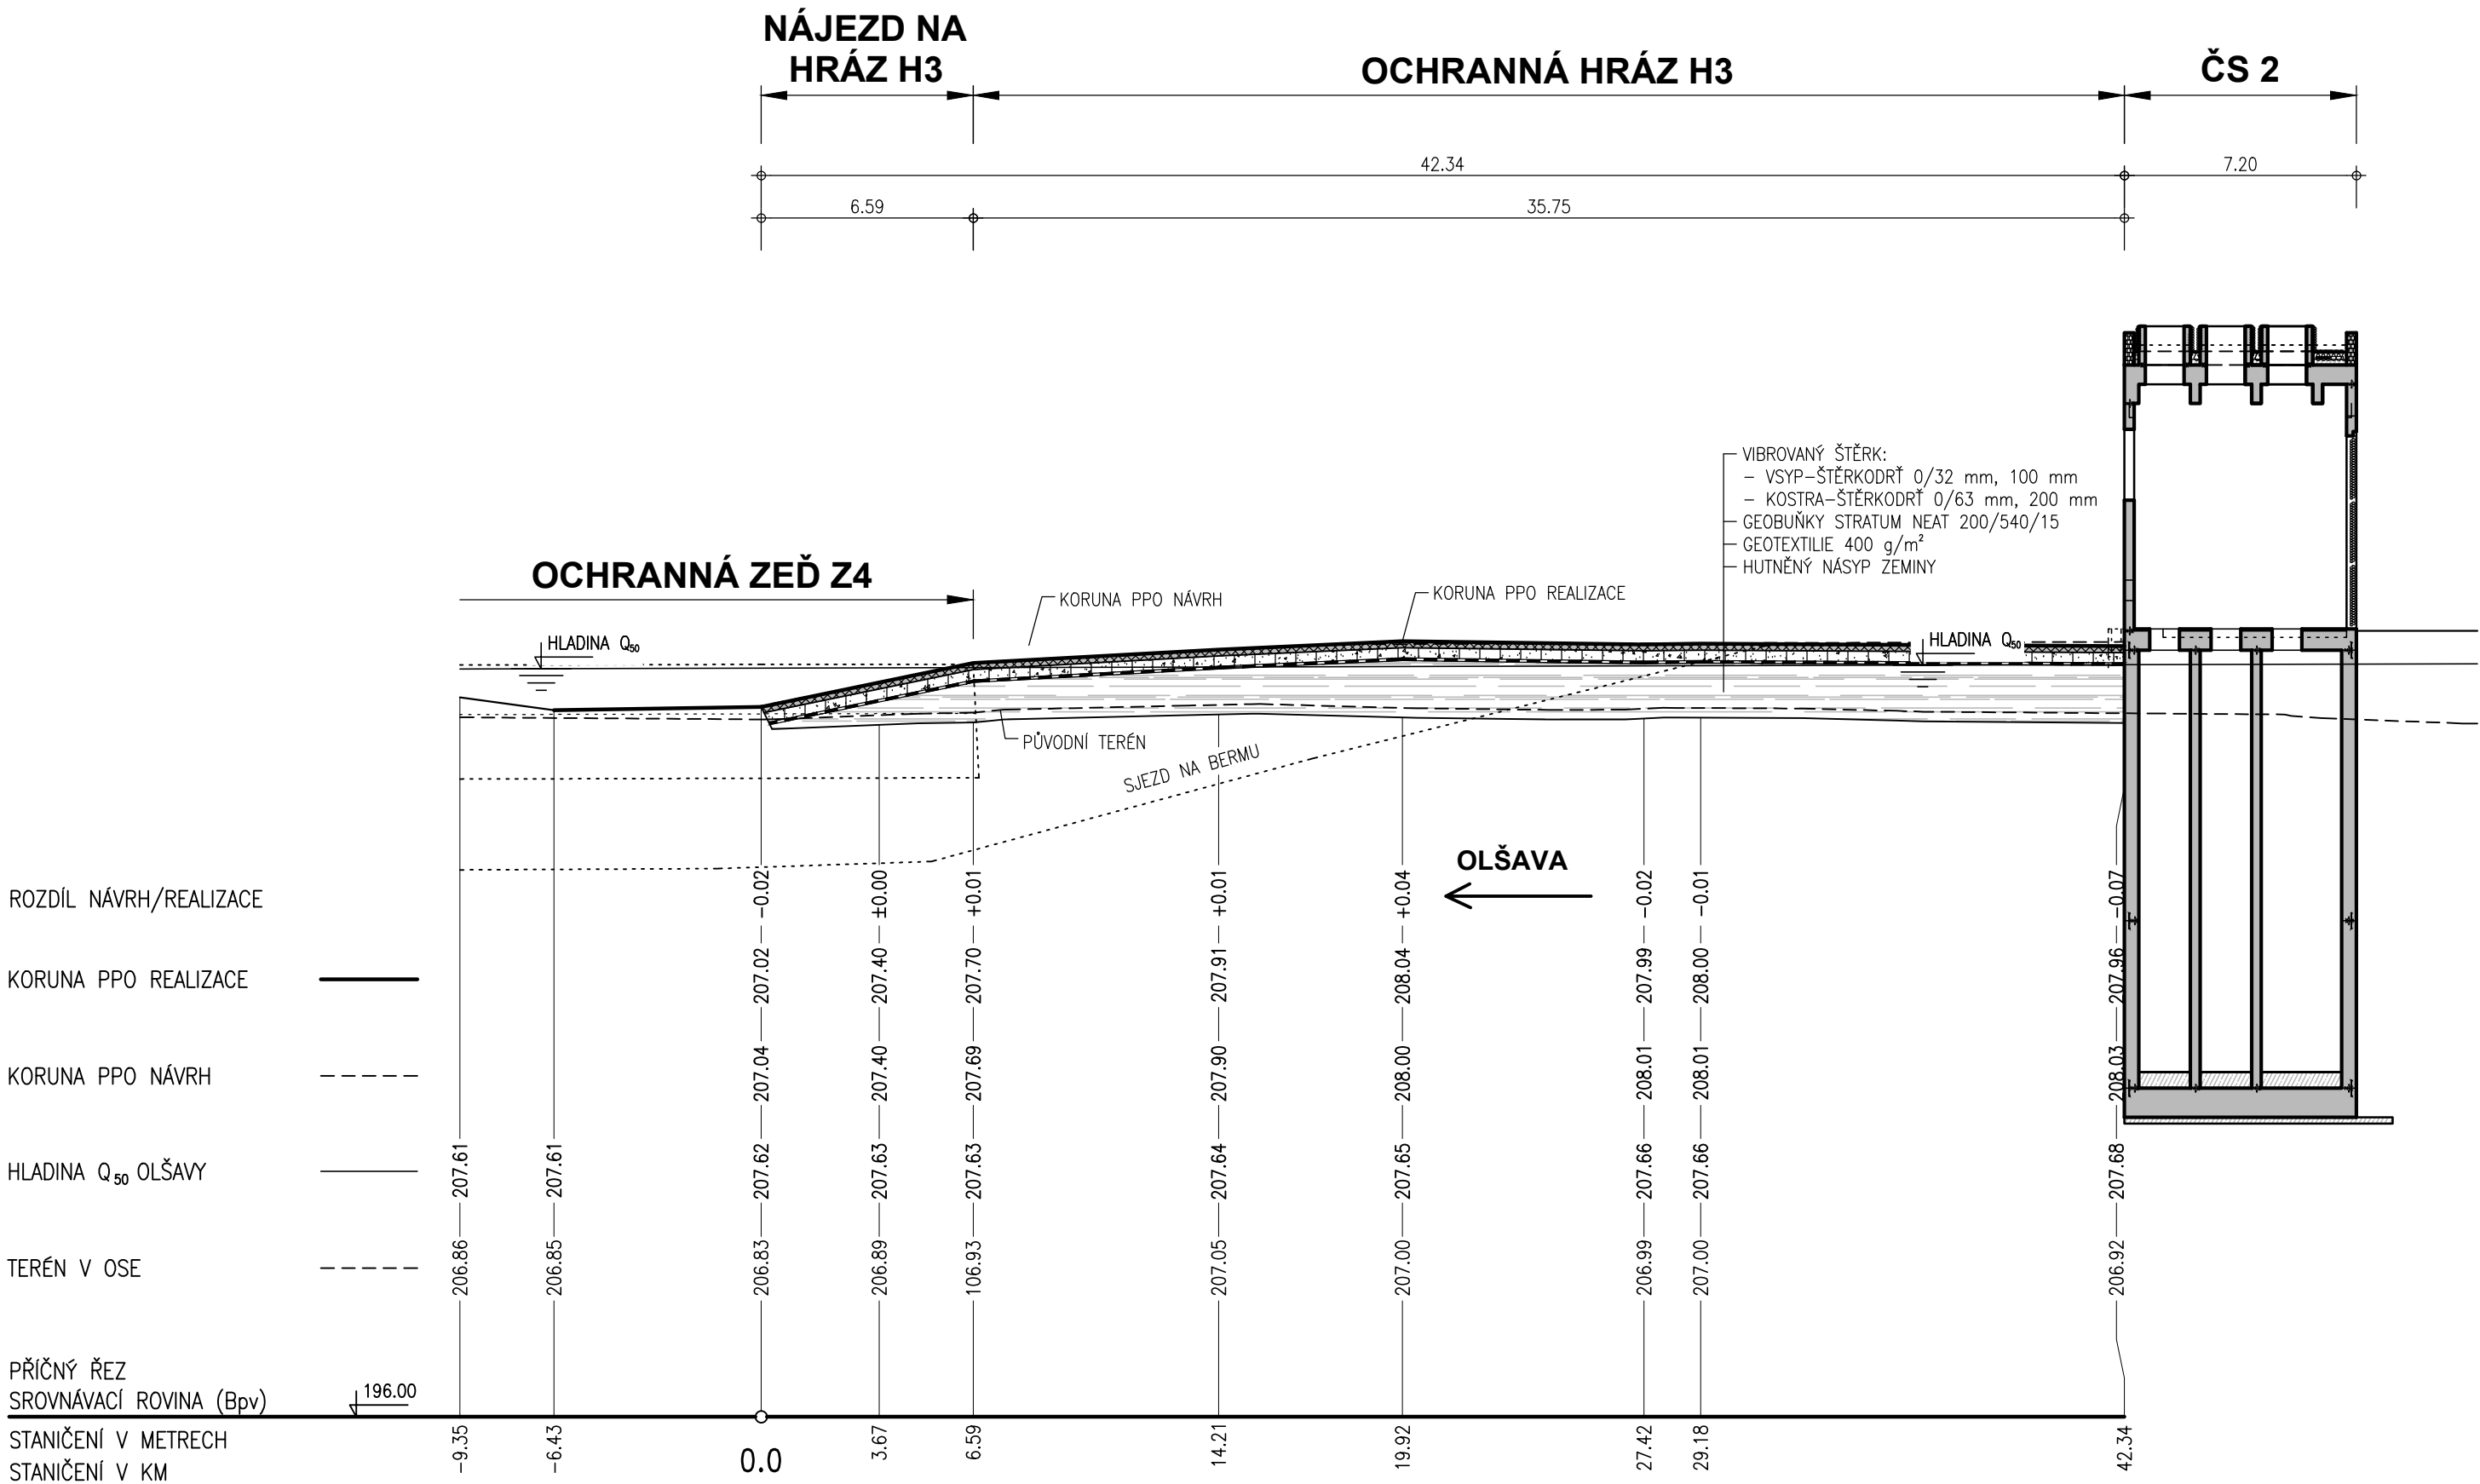 NÁJEZD NA
HRÁZ H3
OCHRANNÁ HRÁZ H3
ČS 2
42.34
7.20
6.59
35.75
VIBROVANÝ ŠTĚRK:
– VSYP–ŠTĚRKODRŤ 0/32 mm, 100 mm
– KOSTRA–ŠTĚRKODRŤ 0/63 mm, 200 mm
GEOBUŇKY STRATUM NEAT 200/540/15
GEOTEXTILIE 400 g/m²
HUTNĚNÝ NÁSYP ZEMINY
OCHRANNÁ ZEĎ Z4
KORUNA PPO NÁVRH
KORUNA PPO REALIZACE
HLADINA Q50
HLADINA Q50
PŮVODNÍ TERÉN
SJEZD NA BERMU
OLŠAVA
ROZDÍL NÁVRH/REALIZACE
–0.02
±0.00
+0.01
+0.01
+0.04
–0.02
–0.01
–0.07
KORUNA PPO REALIZACE
207.02
207.40
207.70
207.91
208.04
207.99
208.00
207.96
KORUNA PPO NÁVRH
207.04
207.40
207.69
207.90
208.00
208.01
208.01
208.03
HLADINA Q50 OLŠAVY
207.61
207.61
207.62
207.63
207.63
207.64
207.65
207.66
207.66
207.68
TERÉN V OSE
206.86
206.85
206.83
206.89
106.93
207.05
207.00
206.99
207.00
206.92
PŘÍČNÝ ŘEZ
SROVNÁVACÍ ROVINA (Bpv)
196.00
STANIČENÍ V METRECH
–9.35
–6.43
0.0
3.67
6.59
14.21
19.92
27.42
29.18
42.34
STANIČENÍ V KM